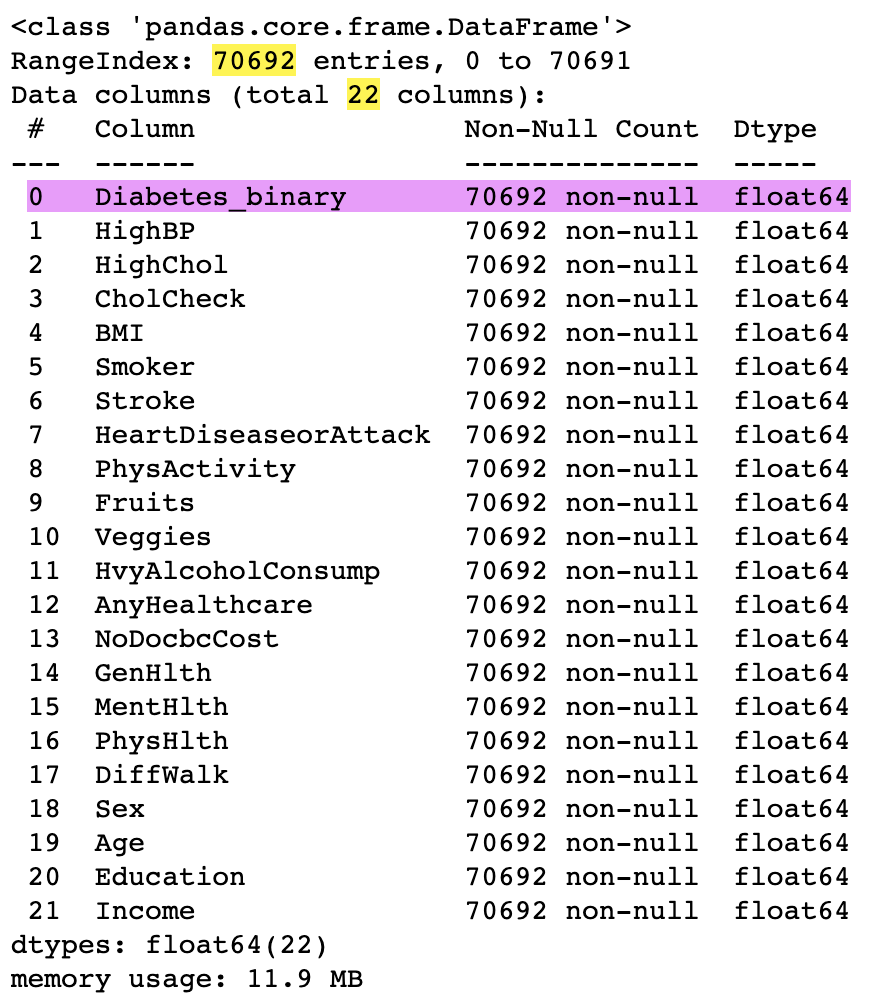 <class 'pandas.core.frame.DataFrame'>
RangeIndex: 70692 entries, 0 to 70691
Data columns (total 22 columns):
 #   Column                Non-Null Count  Dtype
---  ------                --------------  -----
 0   Diabetes_binary       70692 non-null  float64
 1   HighBP                70692 non-null  float64
 2   HighChol              70692 non-null  float64
 3   CholCheck             70692 non-null  float64
 4   BMI                   70692 non-null  float64
 5   Smoker                70692 non-null  float64
 6   Stroke                70692 non-null  float64
 7   HeartDiseaseorAttack  70692 non-null  float64
 8   PhysActivity          70692 non-null  float64
 9   Fruits                70692 non-null  float64
 10  Veggies               70692 non-null  float64
 11  HvyAlcoholConsump     70692 non-null  float64
 12  AnyHealthcare         70692 non-null  float64
 13  NoDocbcCost           70692 non-null  float64
 14  GenHlth               70692 non-null  float64
 15  MentHlth              70692 non-null  float64
 16  PhysHlth              70692 non-null  float64
 17  DiffWalk              70692 non-null  float64
 18  Sex                   70692 non-null  float64
 19  Age                   70692 non-null  float64
 20  Education             70692 non-null  float64
 21  Income                70692 non-null  float64
dtypes: float64(22)
memory usage: 11.9 MB